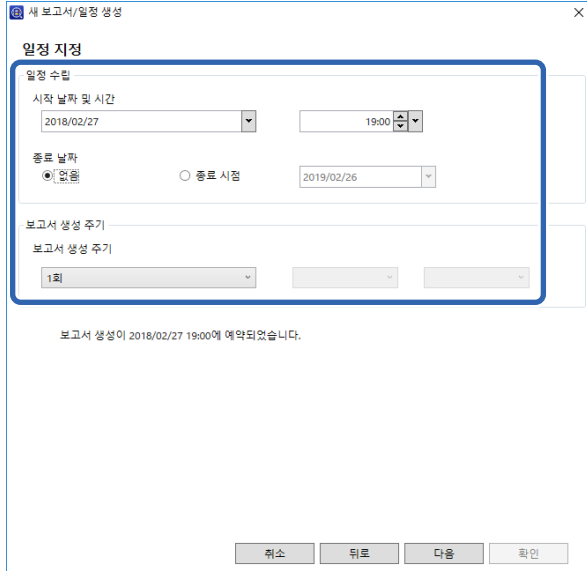 새 보고서/일정 생성
일정 지정
일정 수립
시작 날짜 및 시간
2018/02/27 19:00
종료 날짜
없음 종료 시점 2019/02/26
보고서 생성 주기
보고서 생성 주기
1회
보고서 생성이 2018/02/27 19:00에 예약되었습니다.
취소 뒤로 다음 확인